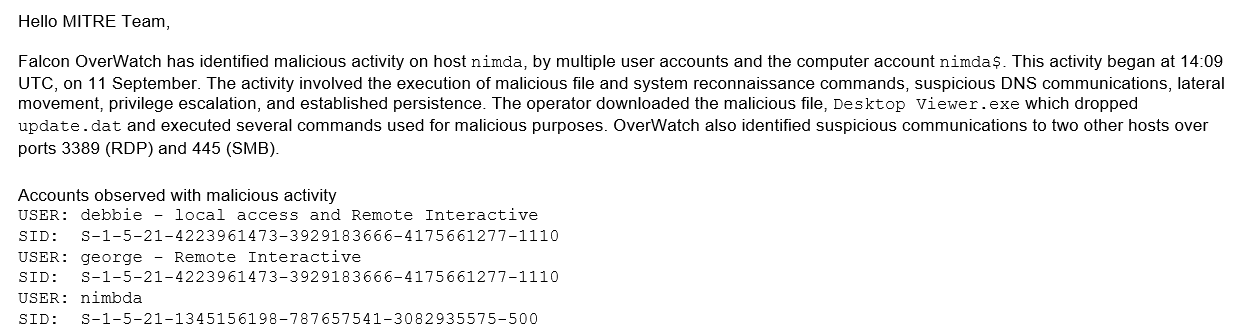 Hello MITRE Team,
Falcon OverWatch has identified malicious activity on host nimda, by multiple user accounts and the computer account nimda$. This activity began at 14:09
UTC, on 11 September. The activity involved the execution of malicious file and system reconnaissance commands, suspicious DNS communications, lateral
movement, privilege escalation, and established persistence. The operator downloaded the malicious file, Desktop Viewer.exe which dropped
update.dat and executed several commands used for malicious purposes. OverWatch also identified suspicious communications to two other hosts over
ports 3389 (RDP) and 445 (SMB).
Accounts observed with malicious activity
USER: debbie - local access and Remote Interactive
SID: S-1-5-21-4223961473-3929183666-4175661277-1110
USER: george - Remote Interactive
SID: S-1-5-21-4223961473-3929183666-4175661277-1110
USER: nimbda
SID: S-1-5-21-1345156198-787657541-3082935575-500